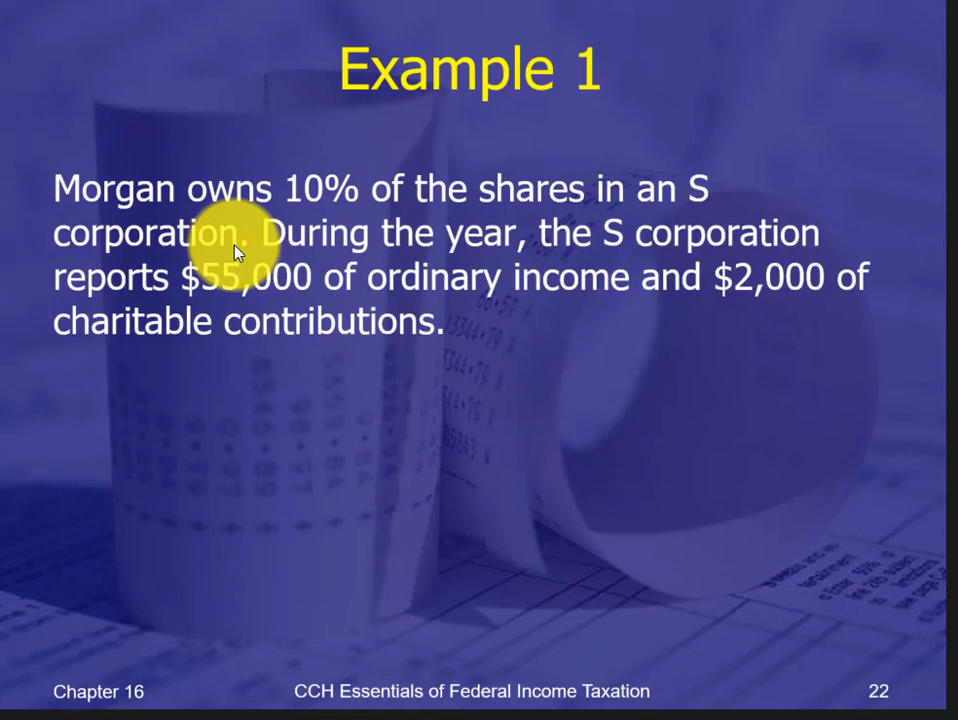 Example 1
Morgan owns 10% of the shares in an S
corporation. During the year, the S corporation
reports $55,000 of ordinary income and $2,000 of
charitable contributions.
Chapter 16
CCH Essentials of Federal Income Taxation
22